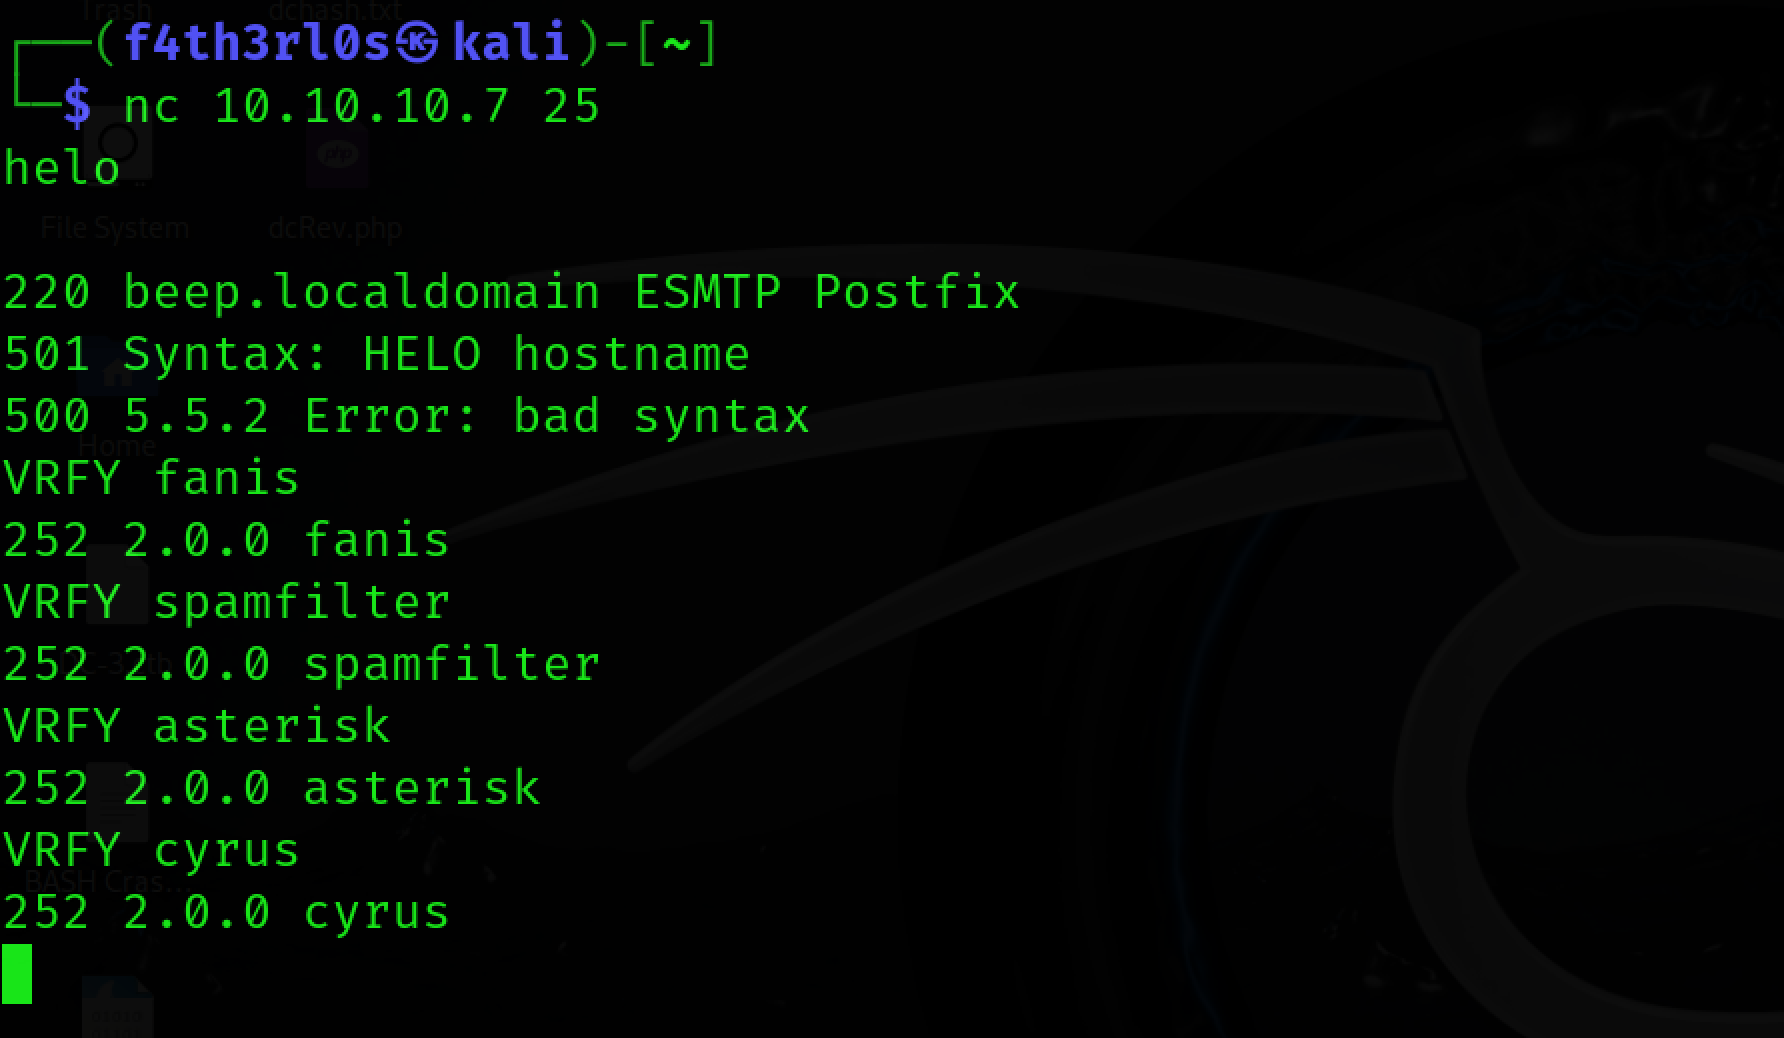 Trash dchash.txt
┌──(f4th3rl0s㉿kali)-[~]
└─$ nc 10.10.10.7 25
helo
File System dcRev.php
220 beep.localdomain ESMTP Postfix
501 Syntax: HELO hostname
500 5.5.2 Error: bad syntax
Home
VRFY fanis
252 2.0.0 fanis
VRFY spamfilter
252 2.0.0 spamfilter
VRFY asterisk
252 2.0.0 asterisk
VRFY cyrus
BASH Cras...
252 2.0.0 cyrus